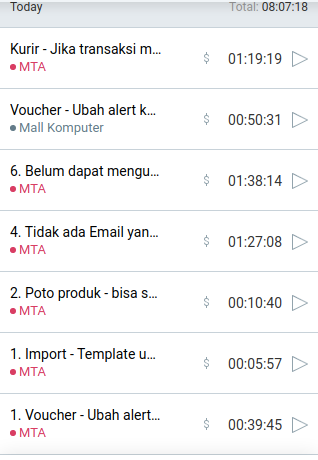 Today Total: 08:07:18
Kurir - Jika transaksi m... $ 01:19:19
MTA
Voucher - Ubah alert k... $ 00:50:31
Mall Komputer
6. Belum dapat mengu... $ 01:38:14
MTA
4. Tidak ada Email yan... $ 01:27:08
MTA
2. Poto produk - bisa s... $ 00:10:40
MTA
1. Import - Template u... $ 00:05:57
MTA
1. Voucher - Ubah alert... $ 00:39:45
MTA